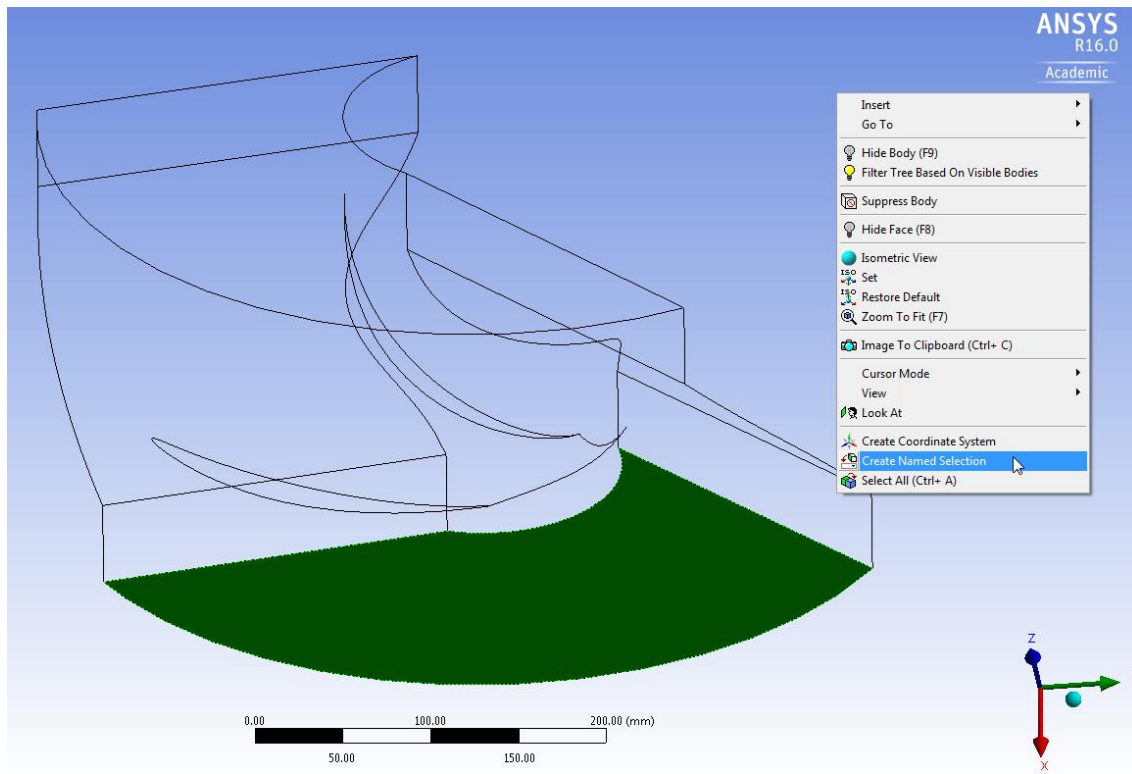 ANSYS
R16.0
Academic
Insert
Go To
Hide Body (F9)
Filter Tree Based On Visible Bodies
Suppress Body
Hide Face (F8)
Isometric View
ISO
Set
ISO
Restore Default
Zoom To Fit (F7)
Image To Clipboard (Ctrl+ C)
Cursor Mode
View
Look At
Create Coordinate System
Create Named Selection
Select All (Ctrl+ A)
Z
X
0.00 100.00 200.00 (mm)
50.00 150.00